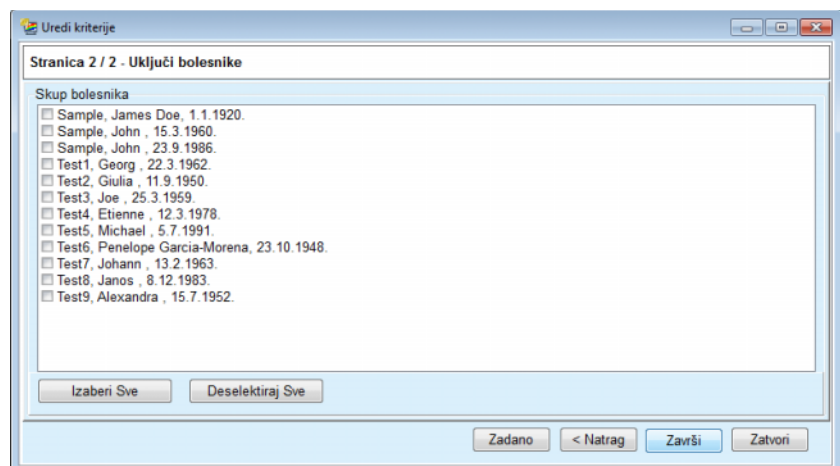 Uredi kriterije
Stranica 2 / 2 - Uključi bolesnike
Skup bolesnika
Sample, James Doe, 1.1.1920.
Sample, John , 15.3.1960.
Sample, John , 23.9.1986.
Test1, Georg , 22.3.1962.
Test2, Giulia , 11.9.1950.
Test3, Joe , 25.3.1959.
Test4, Etienne , 12.3.1978.
Test5, Michael , 5.7.1991.
Test6, Penelope Garcia-Morena, 23.10.1948.
Test7, Johann , 13.2.1963.
Test8, Janos , 8.12.1983.
Test9, Alexandra , 15.7.1952.
Izaberi Sve Deselektiraj Sve
Zadano < Natrag Završi Zatvori